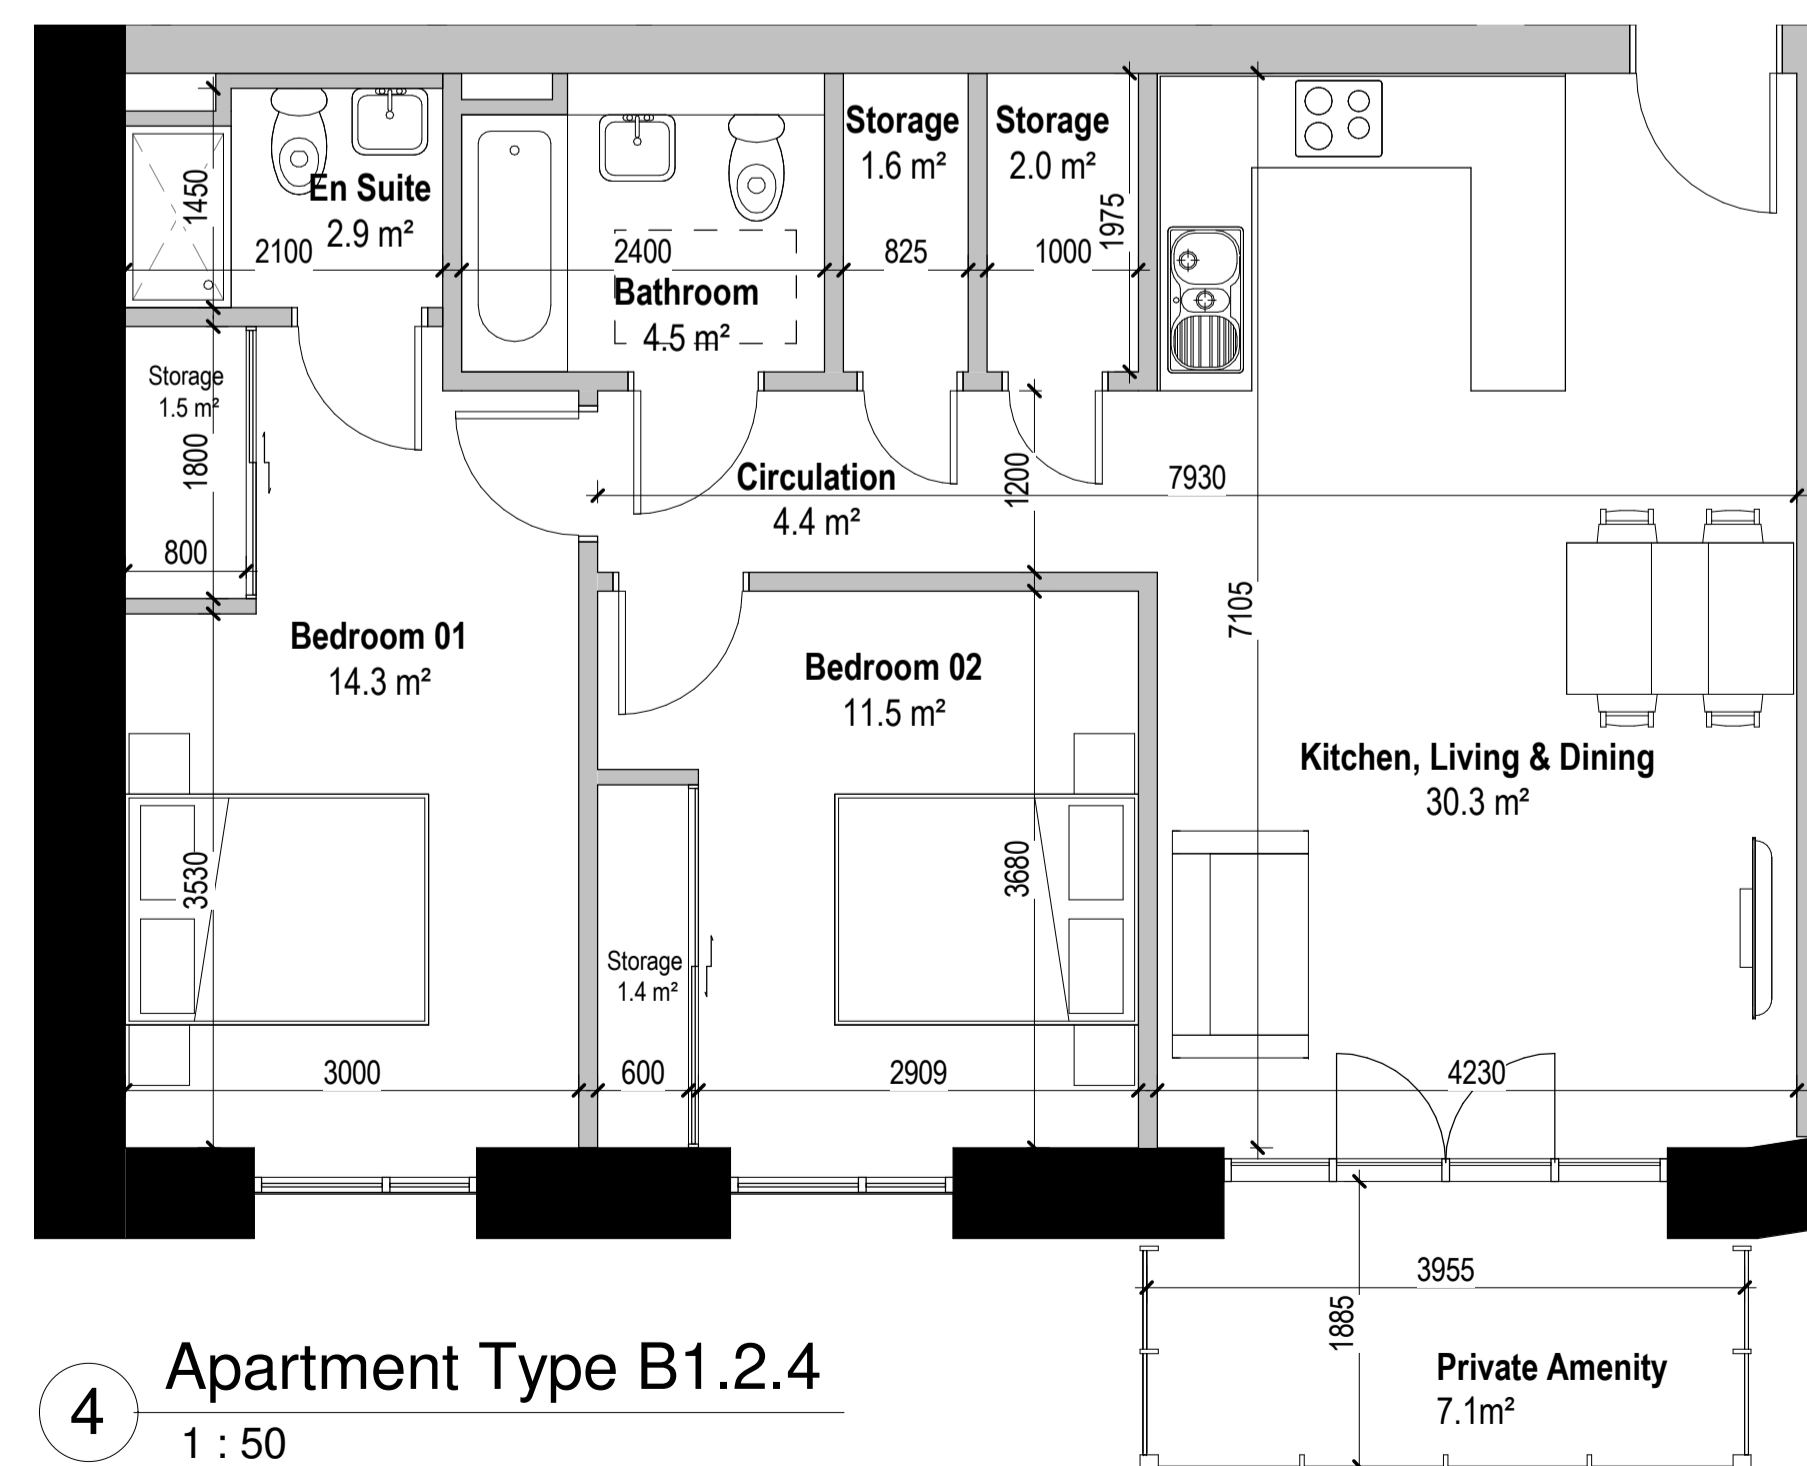 Storage
1.6 m²
Storage
2.0 m²
1450
En Suite
2.9 m²
2100
2400
825
1000
1975
Bathroom
4.5 m²
Storage
1.5 m²
1800
800
Circulation
4.4 m²
1200
7930
7105
Bedroom 01
14.3 m²
Bedroom 02
11.5 m²
Kitchen, Living & Dining
30.3 m²
3530
3680
Storage
1.4 m²
3000
600
2909
4230
3955
1885
Private Amenity
7.1m²
4
Apartment Type B1.2.4
1 : 50